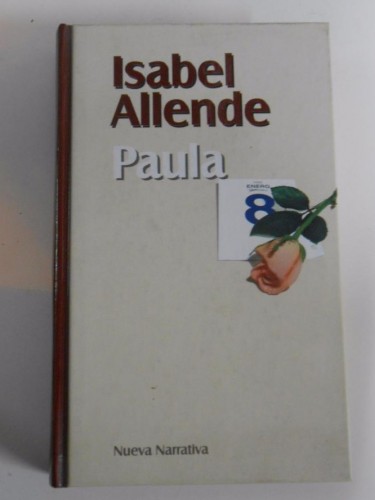 Isabel
Allende
Paula
ENERO
8
Nueva Narrativa